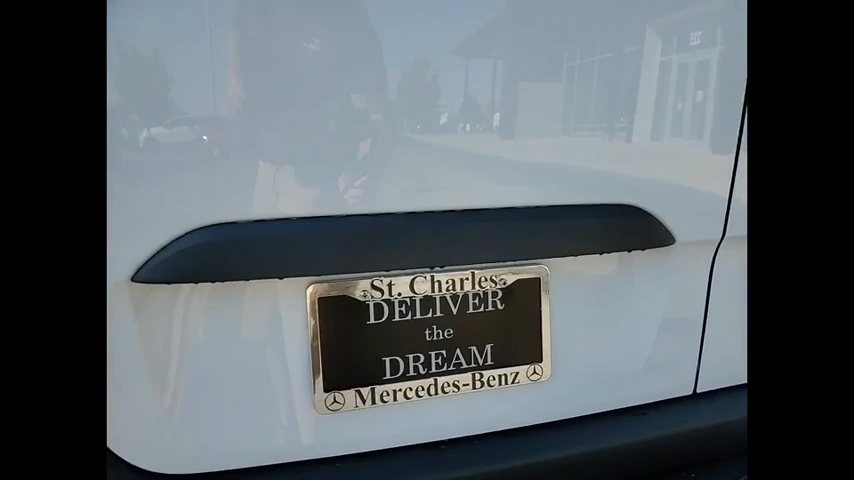 St. Charles
DELIVER
the
DREAM
Mercedes-Benz